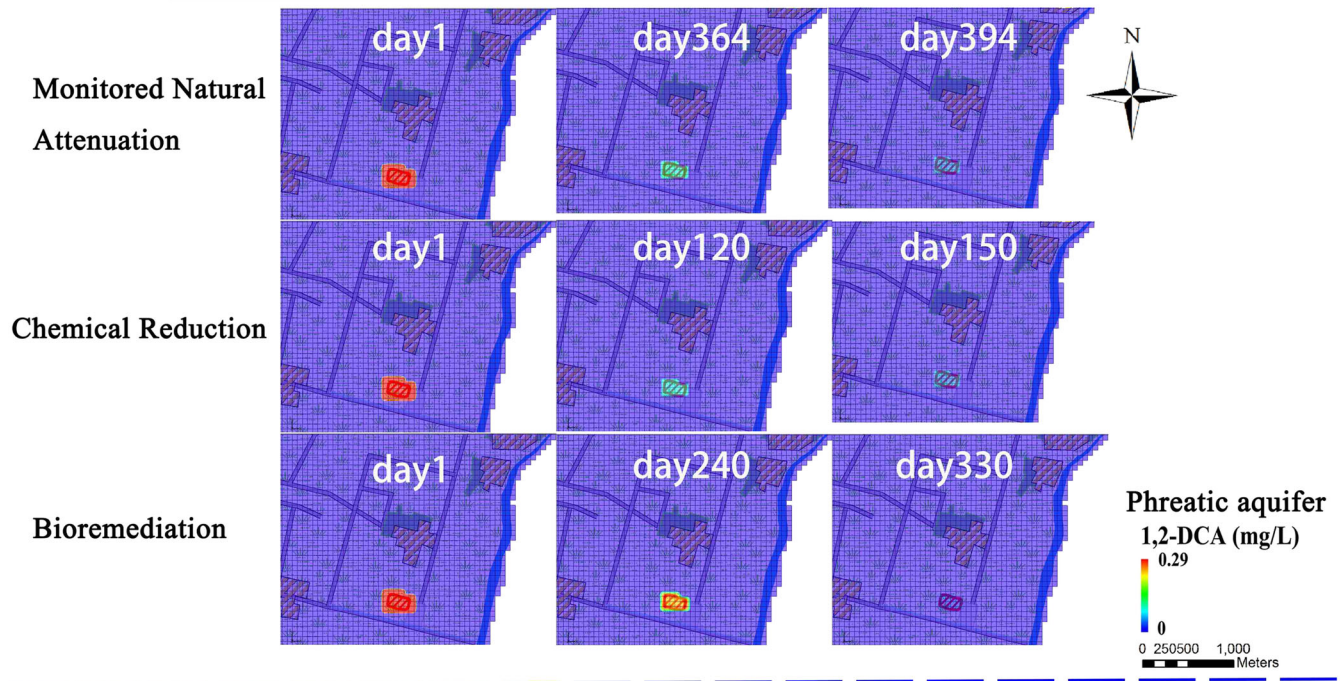 day1
day364
day394
N
Monitored Natural
Attenuation
day1
day120
day150
Chemical Reduction
day1
day240
day330
Bioremediation
Phreatic aquifer
1,2-DCA (mg/L)
0.29
0
0 250500 1,000
Meters